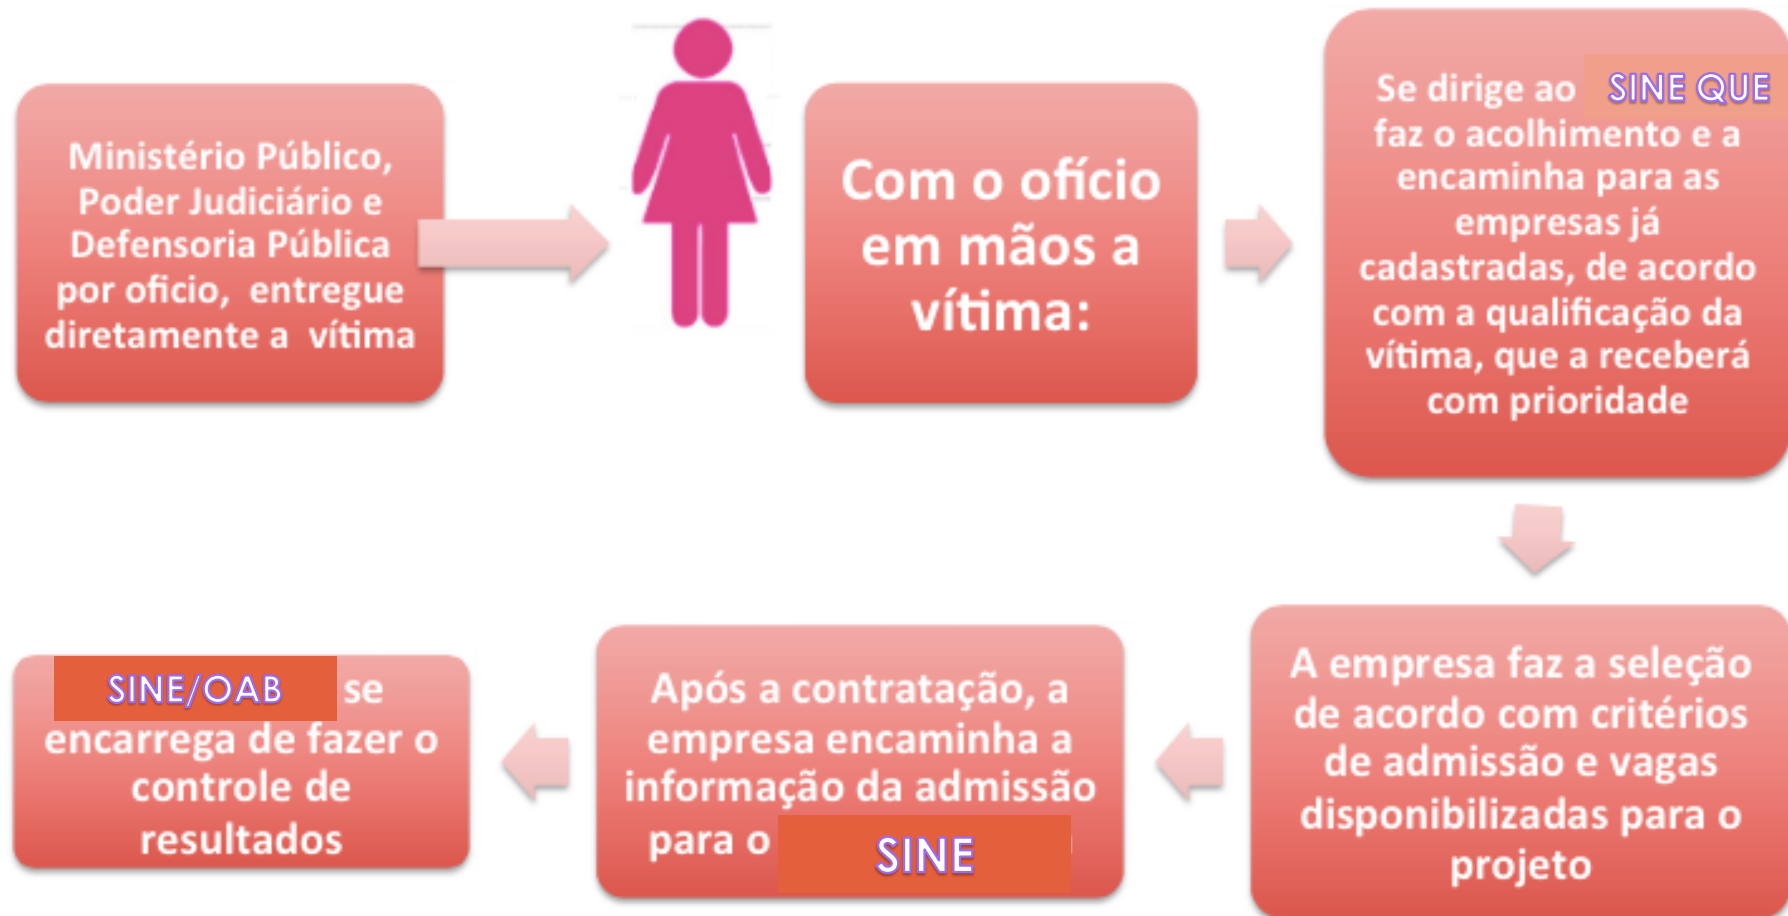 Ministério Público,
Poder Judiciário e
Defensoria Pública
por oficio, entregue
diretamente a vítima
Com o ofício
em mãos a
vítima:
Se dirige ao SINE QUE
faz o acolhimento e a
encaminha para as
empresas já
cadastradas, de acordo
com a qualificação da
vítima, que a receberá
com prioridade
A empresa faz a seleção
de acordo com critérios
de admissão e vagas
disponibilizadas para o
projeto
Após a contratação, a
empresa encaminha a
informação da admissão
para o SINE
SINE/OAB se
encarrega de fazer o
controle de
resultados